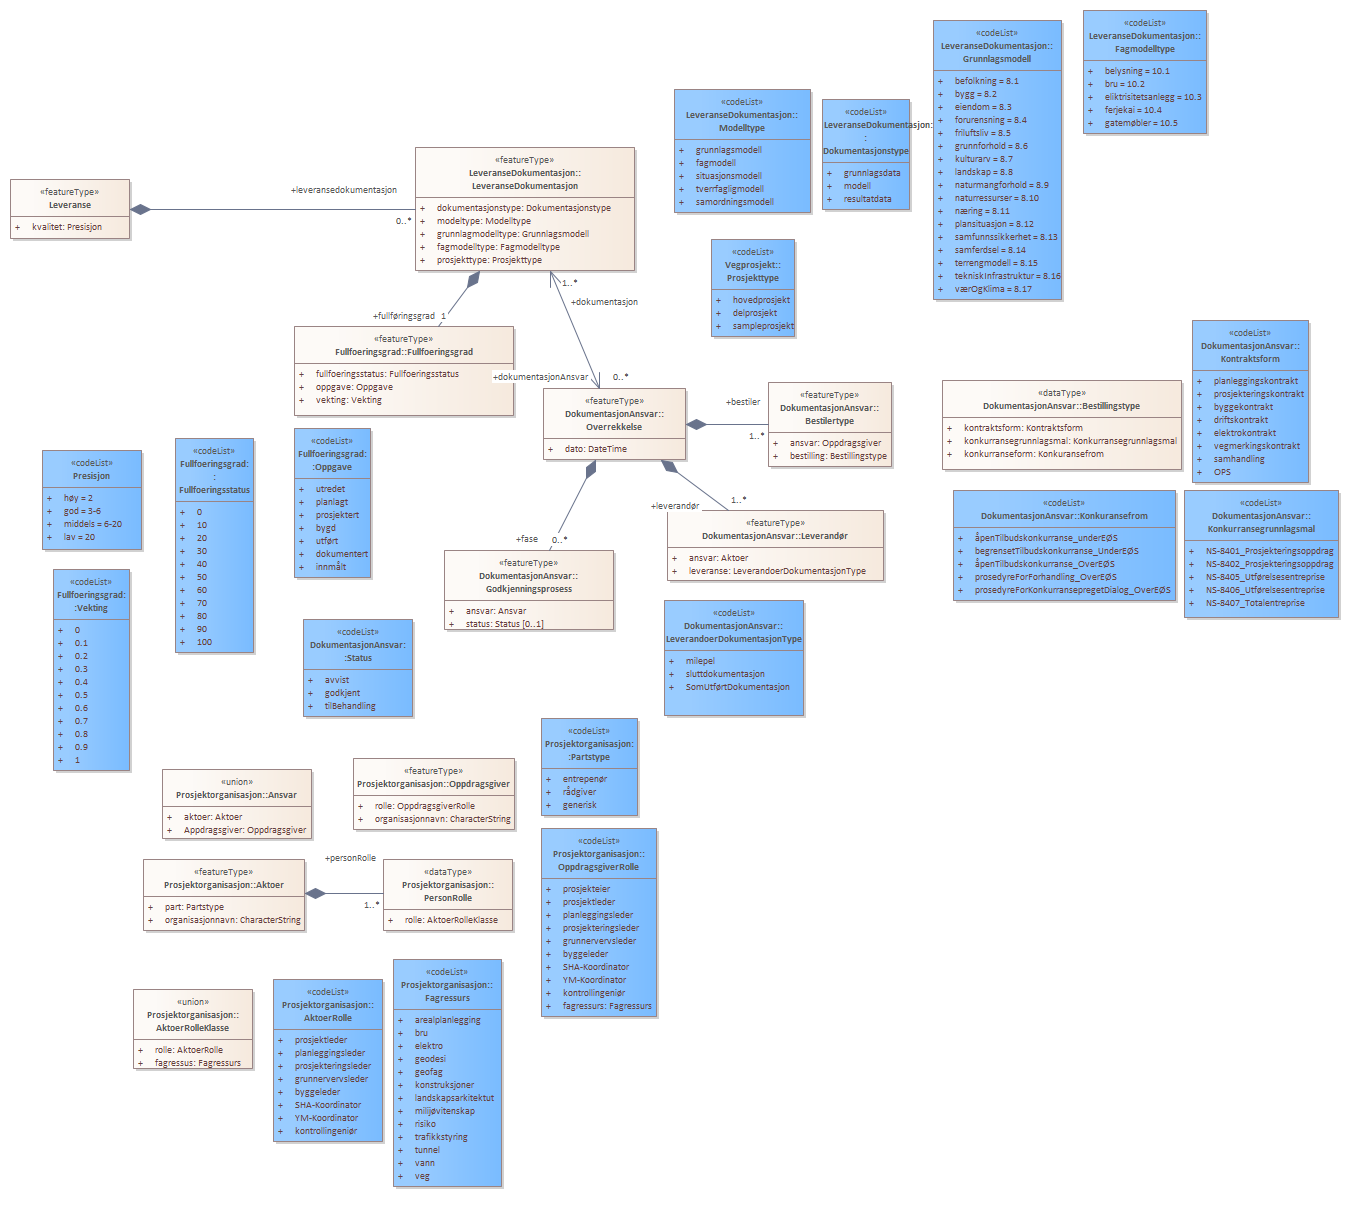 «featureType»
Leveranse
+ kvalitet: Presisjon
+leveransedokumentasjon
0..*
«featureType»
LeveranseDokumentasjon::
LeveranseDokumentasjon
+ dokumentasjonstype: Dokumentasjonstype
+ modeltype: Modelltype
+ grunnlagmodeltype: Grunnlagsmodell
+ fagmodelltype: Fagmodelltype
+ prosjekttype: Prosjekttype
«codeList»
LeveranseDokumentasjon::
Modelltype
+ grunnlagsmodell
+ fagmodell
+ situasjonsmodell
+ tverrfagligmodell
+ samordningsmodell
«codeList»
LeveranseDokumentasjon:
:
Dokumentasjonstype
+ grunnlagsdata
+ modell
+ resultatdata
«codeList»
LeveranseDokumentasjon::
Grunnlagsmodell
+ befolkning = 8.1
+ bygg = 8.2
+ eiendom = 8.3
+ forurensning = 8.4
+ friluftsliv = 8.5
+ grunnforhold = 8.6
+ kulturarv = 8.7
+ landskap = 8.8
+ naturmangforhold = 8.9
+ naturressurser = 8.10
+ næring = 8.11
+ plansituasjon = 8.12
+ samfunnssikkerhet = 8.13
+ samferdsel = 8.14
+ terrengmodell = 8.15
+ tekniskInfrastruktur = 8.16
+ værOgKlima = 8.17
«codeList»
LeveranseDokumentasjon::
Fagmodelltype
+ belysning = 10.1
+ bru = 10.2
+ eliktrisitetsanlegg = 10.3
+ ferjekai = 10.4
+ gatemøbler = 10.5
«codeList»
Vegprosjekt::
Prosjekttype
+ hovedprosjekt
+ delprosjekt
+ sampleprosjekt
1..*
+dokumentasjon
+fullføringsgrad 1
«featureType»
Fullfoeringsgrad::Fullfoeringsgrad
+ fullfoeringsstatus: Fullfoeringsstatus
+ oppgave: Oppgave
+ vekting: Vekting
+dokumentasjonAnsvar
0..*
«featureType»
DokumentasjonAnsvar::
Overrekkelse
+ dato: DateTime
+bestiler
1..*
«featureType»
DokumentasjonAnsvar::
Bestilertype
+ ansvar: Oppdragsgiver
+ bestilling: Bestillingstype
«dataType»
DokumentasjonAnsvar::Bestillingstype
+ kontraktsform: Kontraktsform
+ konkurransegrunnlagsmal: Konkurransegrunnlagsmal
+ konkurranseform: Konkuransefrom
«codeList»
DokumentasjonAnsvar::
Kontraktsform
+ planleggingskontrakt
+ prosjekteringskontrakt
+ byggekontrakt
+ driftskontrakt
+ elektrokontrakt
+ vegmerkingskontrakt
+ samhandling
+ OPS
«codeList»
Presisjon
+ høy = 2
+ god = 3-6
+ middels = 6-20
+ lav = 20
«codeList»
Fullfoeringsgrad:
:
Fullfoeringsstatus
+ 0
+ 10
+ 20
+ 30
+ 40
+ 50
+ 60
+ 70
+ 80
+ 90
+ 100
«codeList»
Fullfoeringsgrad:
:Oppgave
+ utredet
+ planlagt
+ prosjektert
+ bygd
+ utført
+ dokumentert
+ innmålt
+leverandør
1..*
«featureType»
DokumentasjonAnsvar::Leverandør
+ ansvar: Aktoer
+ leveranse: LeverandoerDokumentasjonType
+fase
0..*
«featureType»
DokumentasjonAnsvar::
Godkjenningsprosess
+ ansvar: Ansvar
+ status: Status [0..1]
«codeList»
DokumentasjonAnsvar::Konkuransefrom
+ åpenTilbudskonkurranse_underEØS
+ begrensetTilbudskonkurranse_UnderEØS
+ åpenTilbudskonkurranse_OverEØS
+ prosedyreForForhandling_OverEØS
+ prosedyreForKonkurransepregetDialog_OverEØS
«codeList»
DokumentasjonAnsvar::
Konkurransegrunnlagsmal
+ NS-8401_Prosjekteringsoppdrag
+ NS-8402_Prosjekteringsoppdrag
+ NS-8405_Utførelsesentreprise
+ NS-8406_Utførelsesentreprise
+ NS-8407_Totalentreprise
«codeList»
Fullfoeringsgrad:
:Vekting
+ 0
+ 0.1
+ 0.2
+ 0.3
+ 0.4
+ 0.5
+ 0.6
+ 0.7
+ 0.8
+ 0.9
+ 1
«codeList»
DokumentasjonAnsvar:
:Status
+ avvist
+ godkjent
+ tilBehandling
«codeList»
DokumentasjonAnsvar::
LeverandoerDokumentasjonType
+ milepel
+ sluttdokumentasjon
+ SomUtførtDokumentasjon
«codeList»
Prosjektorganisasjon:
:Partstype
+ entrepenør
+ rådgiver
+ generisk
«union»
Prosjektorganisasjon::Ansvar
+ aktoer: Aktoer
+ Appdragsgiver: Oppdragsgiver
«featureType»
Prosjektorganisasjon::Oppdragsgiver
+ rolle: OppdragsgiverRolle
+ organisasjonnavn: CharacterString
«featureType»
Prosjektorganisasjon::Aktoer
+ part: Partstype
+ organisasjonnavn: CharacterString
+personRolle
1..*
«dataType»
Prosjektorganisasjon::
PersonRolle
+ rolle: AktoerRolleKlasse
«codeList»
Prosjektorganisasjon::
OppdragsgiverRolle
+ prosjekteier
+ prosjektleder
+ planleggingsleder
+ prosjekteringsleder
+ grunnervervsleder
+ byggeleder
+ SHA-Koordinator
+ YM-Koordinator
+ kontrollingeniør
+ fagressurs: Fagressurs
«union»
Prosjektorganisasjon::
AktoerRolleKlasse
+ rolle: AktoerRolle
+ fagressus: Fagressurs
«codeList»
Prosjektorganisasjon::
AktoerRolle
+ prosjektleder
+ planleggingsleder
+ prosjekteringsleder
+ grunnervervsleder
+ byggeleder
+ SHA-Koordinator
+ YM-Koordinator
+ kontrollingeniør
«codeList»
Prosjektorganisasjon::
Fagressurs
+ arealplanlegging
+ bru
+ elektro
+ geodesi
+ geofag
+ konstruksjoner
+ landskapsarkitektut
+ milijøvitenskap
+ risiko
+ trafikkstyring
+ tunnel
+ vann
+ veg